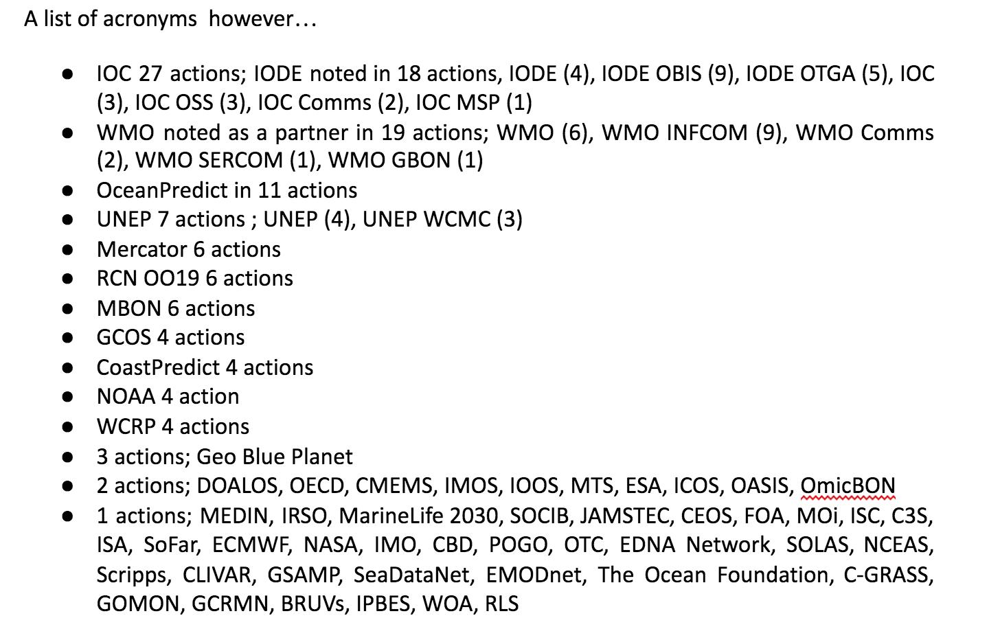 A list of acronyms  however...
● IOC 27 actions; IODE noted in 18 actions, IODE (4), IODE OBIS (9), IODE OTGA (5), IOC
(3), IOC OSS (3), IOC Comms (2), IOC MSP (1)
● WMO noted as a partner in 19 actions; WMO (6), WMO INFCOM (9), WMO Comms
(2), WMO SERCOM (1), WMO GBON (1)
● OceanPredict in 11 actions
● UNEP 7 actions ; UNEP (4), UNEP WCMC (3)
● Mercator 6 actions
● RCN OO19 6 actions
● MBON 6 actions
● GCOS 4 actions
● CoastPredict 4 actions
● NOAA 4 action
● WCRP 4 actions
● 3 actions; Geo Blue Planet
● 2 actions; DOALOS, OECD, CMEMS, IMOS, IOOS, MTS, ESA, ICOS, OASIS, OmicBON
● 1 actions; MEDIN, IRSO, MarineLife 2030, SOCIB, JAMSTEC, CEOS, FOA, MOi, ISC, C3S,
ISA, SoFar, ECMWF, NASA, IMO, CBD, POGO, OTC, EDNA Network, SOLAS, NCEAS,
Scripps, CLIVAR, GSAMP, SeaDataNet, EMODnet, The Ocean Foundation, C-GRASS,
GOMON, GCRMN, BRUVs, IPBES, WOA, RLS